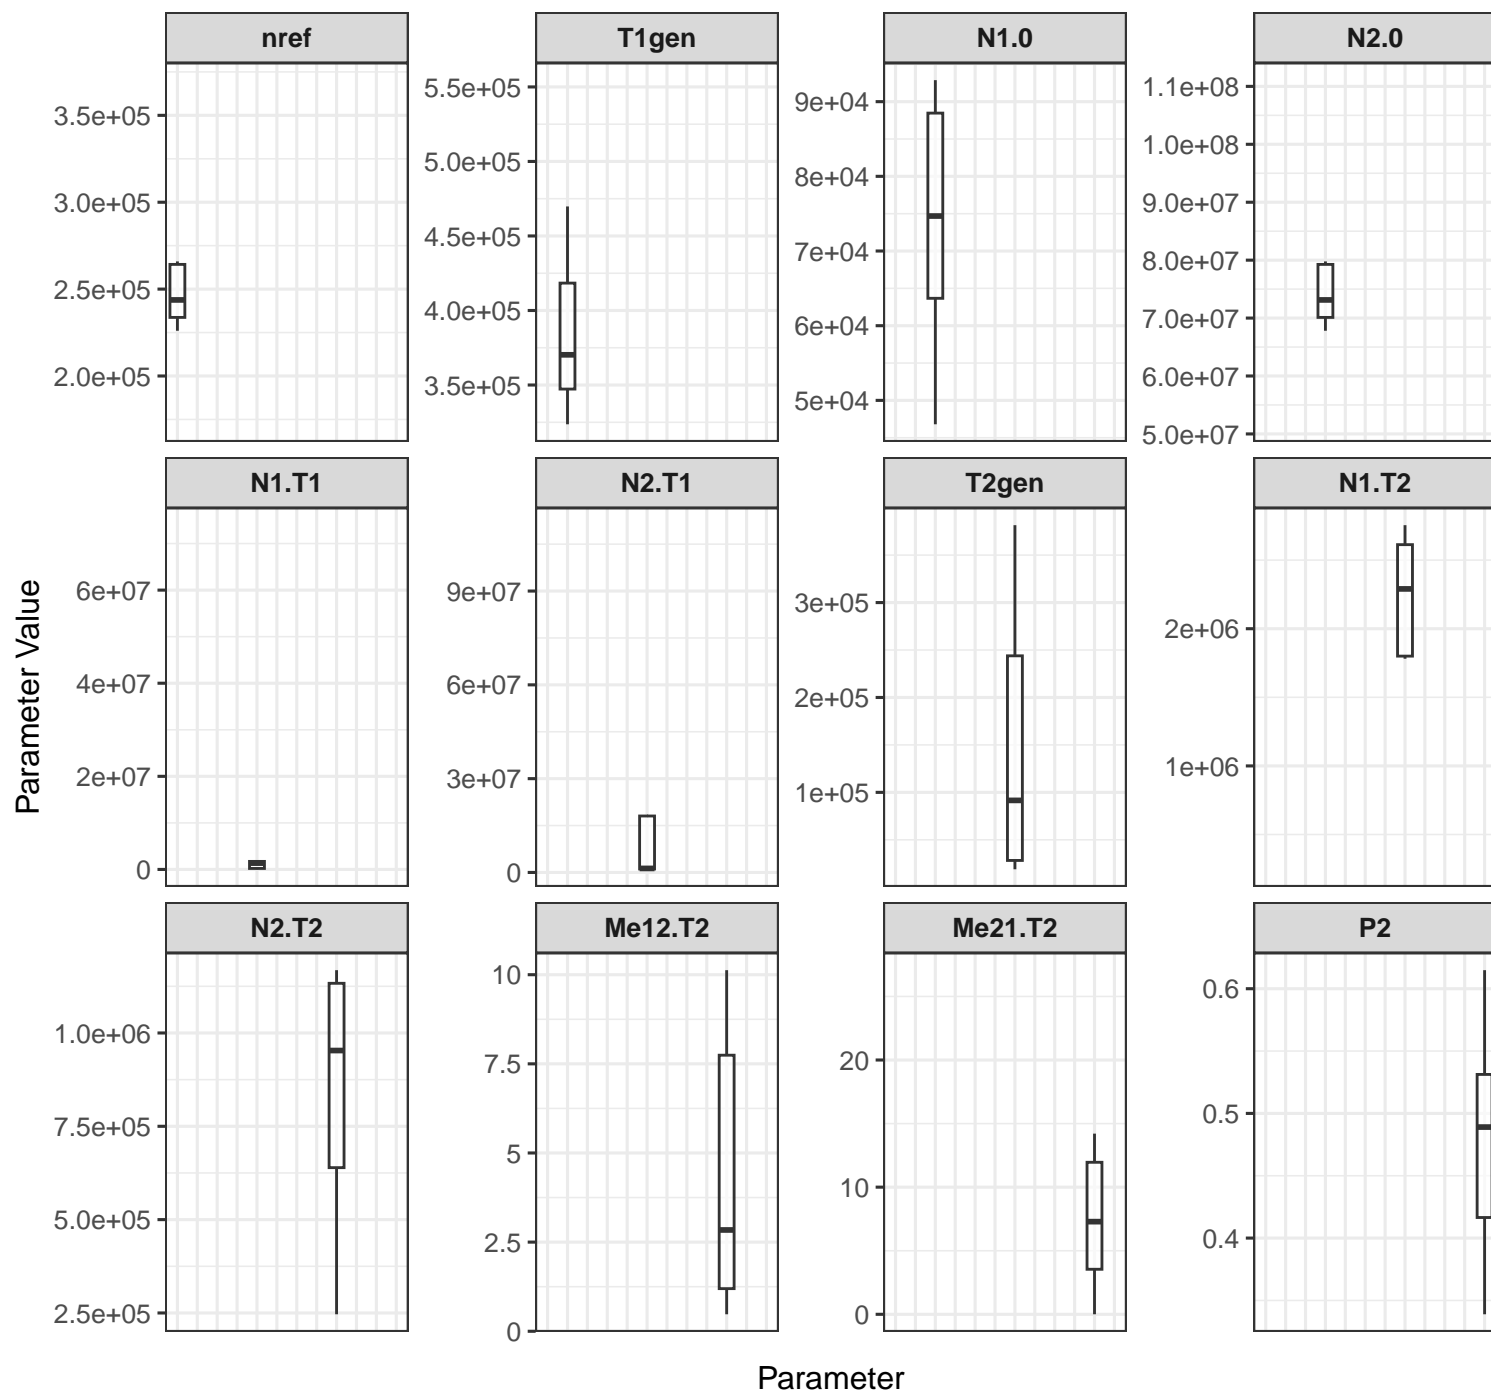 nref
T1gen
N1.0
N2.0
3.5e+05
3.0e+05
2.5e+05
2.0e+05
5.5e+05
5.0e+05
4.5e+05
4.0e+05
3.5e+05
9e+04
8e+04
7e+04
6e+04
5e+04
1.1e+08
1.0e+08
9.0e+07
8.0e+07
7.0e+07
6.0e+07
5.0e+07
N1.T1
N2.T1
T2gen
N1.T2
6e+07
4e+07
2e+07
0
9e+07
6e+07
3e+07
0
3e+05
2e+05
1e+05
2e+06
1e+06
N2.T2
Me12.T2
Me21.T2
P2
1.0e+06
7.5e+05
5.0e+05
2.5e+05
10
7.5
5
2.5
0
20
10
0
0.6
0.5
0.4
Parameter Value
Parameter